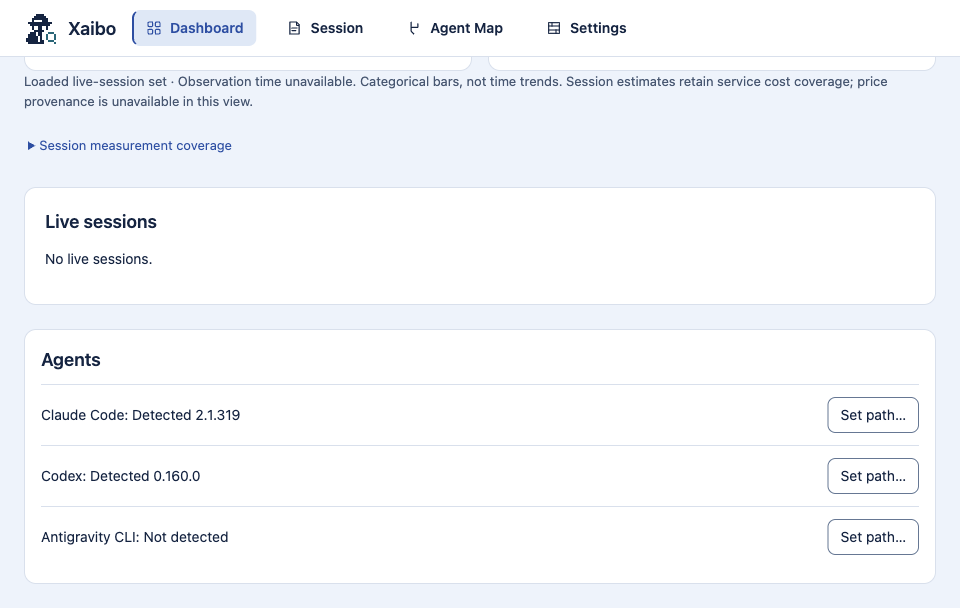 Xaibo
Dashboard
Session
Agent Map
Settings
Loaded live-session set · Observation time unavailable. Categorical bars, not time trends. Session estimates retain service cost coverage; price
provenance is unavailable in this view.
Session measurement coverage
Live sessions
No live sessions.
Agents
Claude Code: Detected 2.1.319
Set path...
Codex: Detected 0.160.0
Set path...
Antigravity CLI: Not detected
Set path...